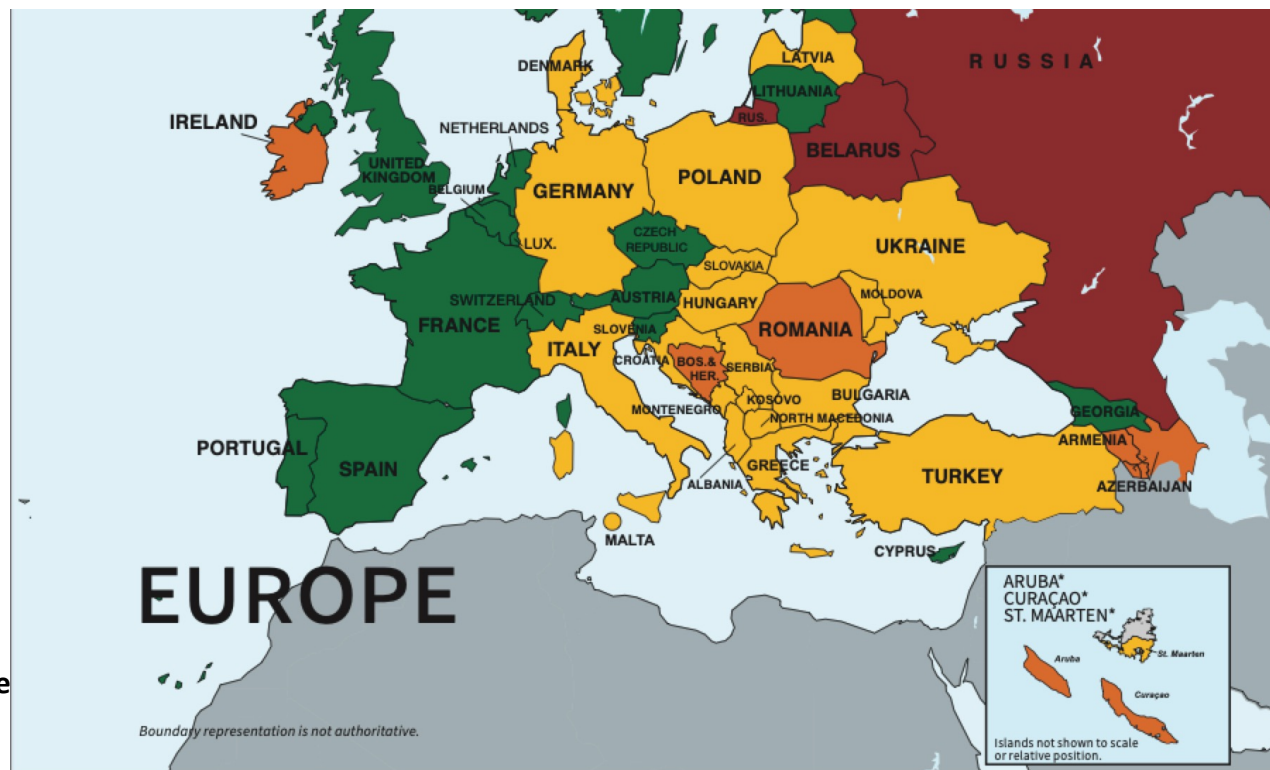 RUSSIA
LATVIA
DENMARK
LITHUANIA
RUS.
IRELAND
NETHERLANDS
BELARUS
UNITED
KINGDOM
BELGIUM
GERMANY
POLAND
LUX.
CZECH
REPUBLIC
UKRAINE
SLOVAKIA
SWITZERLAND
AUSTRIA
HUNGARY
MOLDOVA
FRANCE
SLOVENIA
ROMANIA
ITALY
CROATIA
BOS.&
HER.
SERBIA
KOSOVO
BULGARIA
MONTENEGRO
NORTH MACEDONIA
GEORGIA
ARMENIA
PORTUGAL
SPAIN
ALBANIA
GREECE
TURKEY
AZERBAIJAN
MALTA
CYPRUS
EUROPE
ARUBA*
CURAÇAO*
ST. MAARTEN*
St. Maarten
Aruba
Curaçao
e
Boundary representation is not authoritative.
Islands not shown to scale
or relative position.